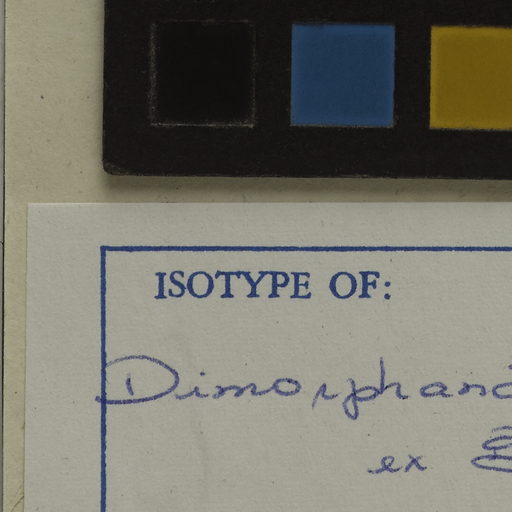 ISOTYPE OF:
Dimorphand
ex